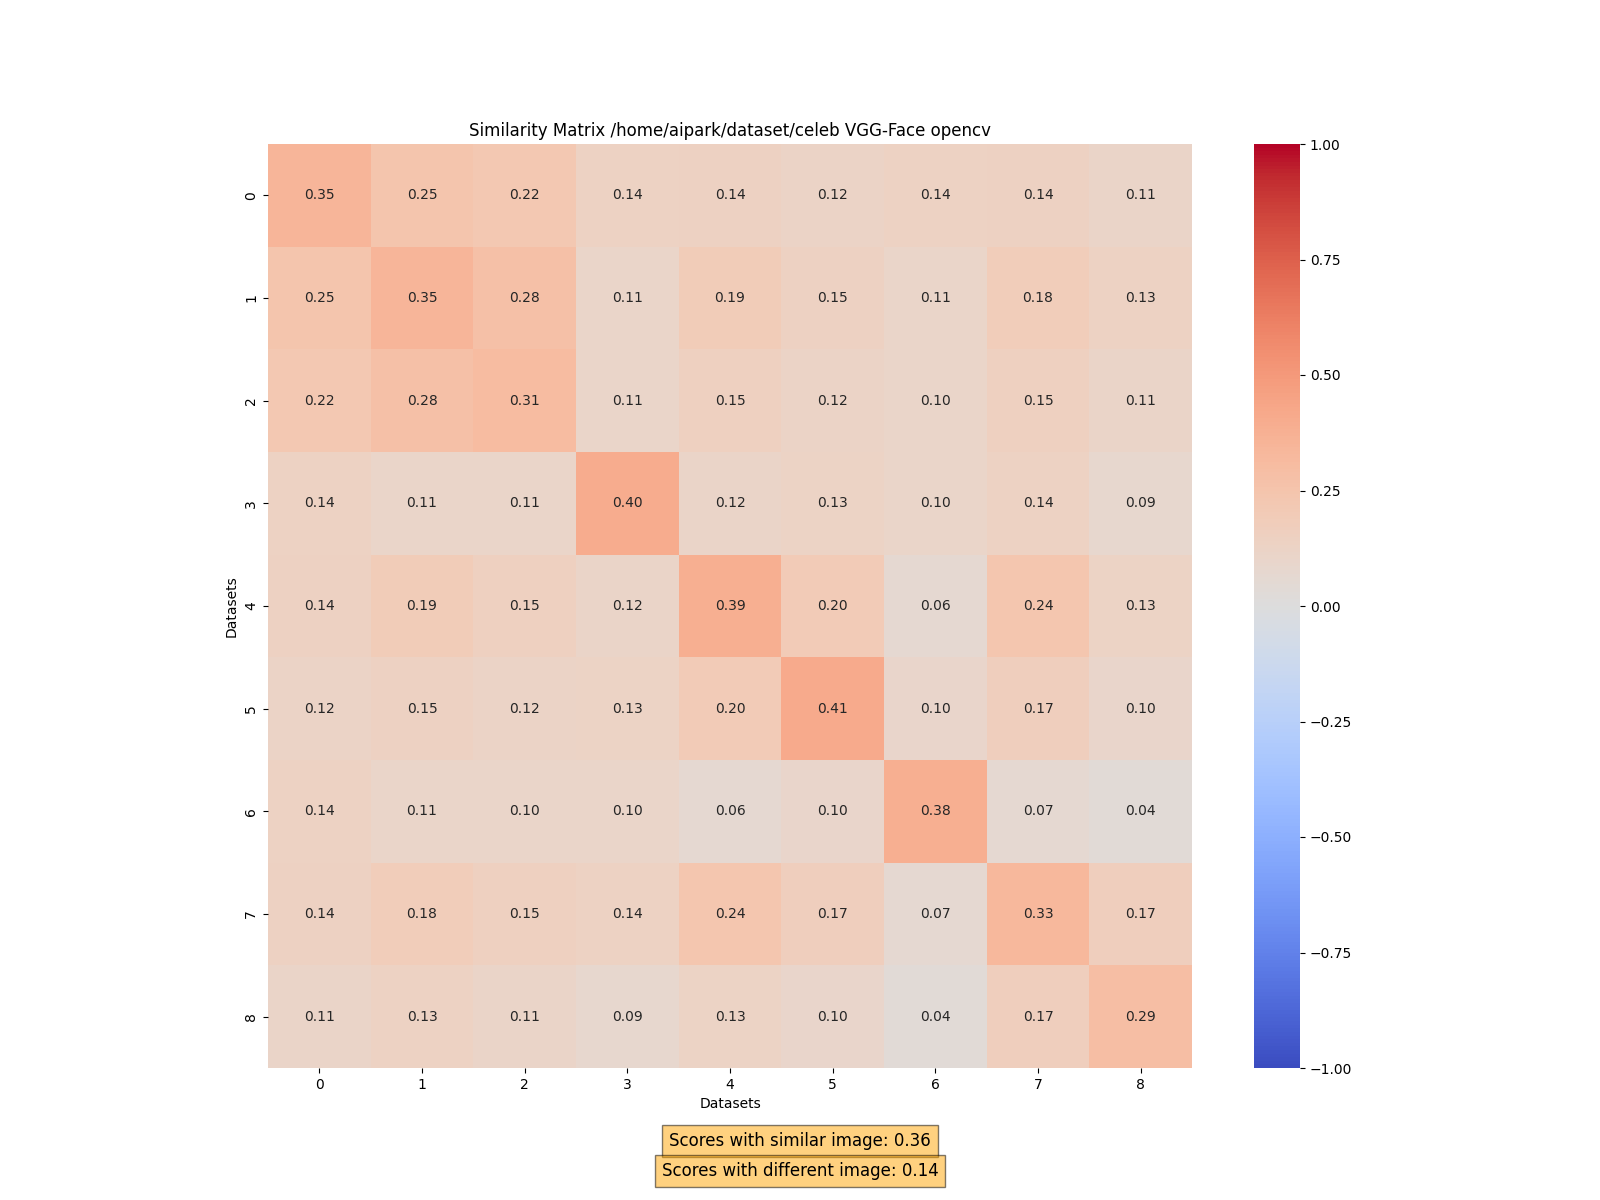 Similarity Matrix /home/aipark/dataset/celeb VGG-Face opencv
0 0.35 0.25 0.22 0.14 0.14 0.12 0.14 0.14 0.11
1 0.25 0.35 0.28 0.11 0.19 0.15 0.11 0.18 0.13
2 0.22 0.28 0.31 0.11 0.15 0.12 0.10 0.15 0.11
3 0.14 0.11 0.11 0.40 0.12 0.13 0.10 0.14 0.09
4 0.14 0.19 0.15 0.12 0.39 0.20 0.06 0.24 0.13
5 0.12 0.15 0.12 0.13 0.20 0.41 0.10 0.17 0.10
6 0.14 0.11 0.10 0.10 0.06 0.10 0.38 0.07 0.04
7 0.14 0.18 0.15 0.14 0.24 0.17 0.07 0.33 0.17
8 0.11 0.13 0.11 0.09 0.13 0.10 0.04 0.17 0.29
Datasets
0 1 2 3 4 5 6 7 8
Datasets
1.00
0.75
0.50
0.25
0.00
−0.25
−0.50
−0.75
−1.00
Scores with similar image: 0.36
Scores with different image: 0.14